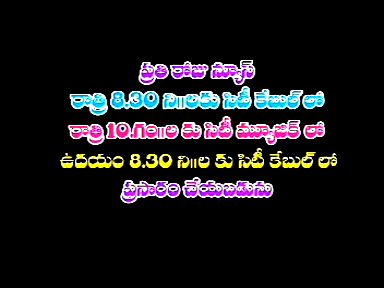 ప్రతి రోజు న్యూస్
రాత్రి 8.30 ని॥లకు సిటీ కేబుల్ లో
రాత్రి 10.గం॥ల కు సిటీ మ్యూజిక్ లో
ఉదయం 8.30 ని॥ల కు సిటీ కేబుల్ లో
ప్రసారం చేయబడును